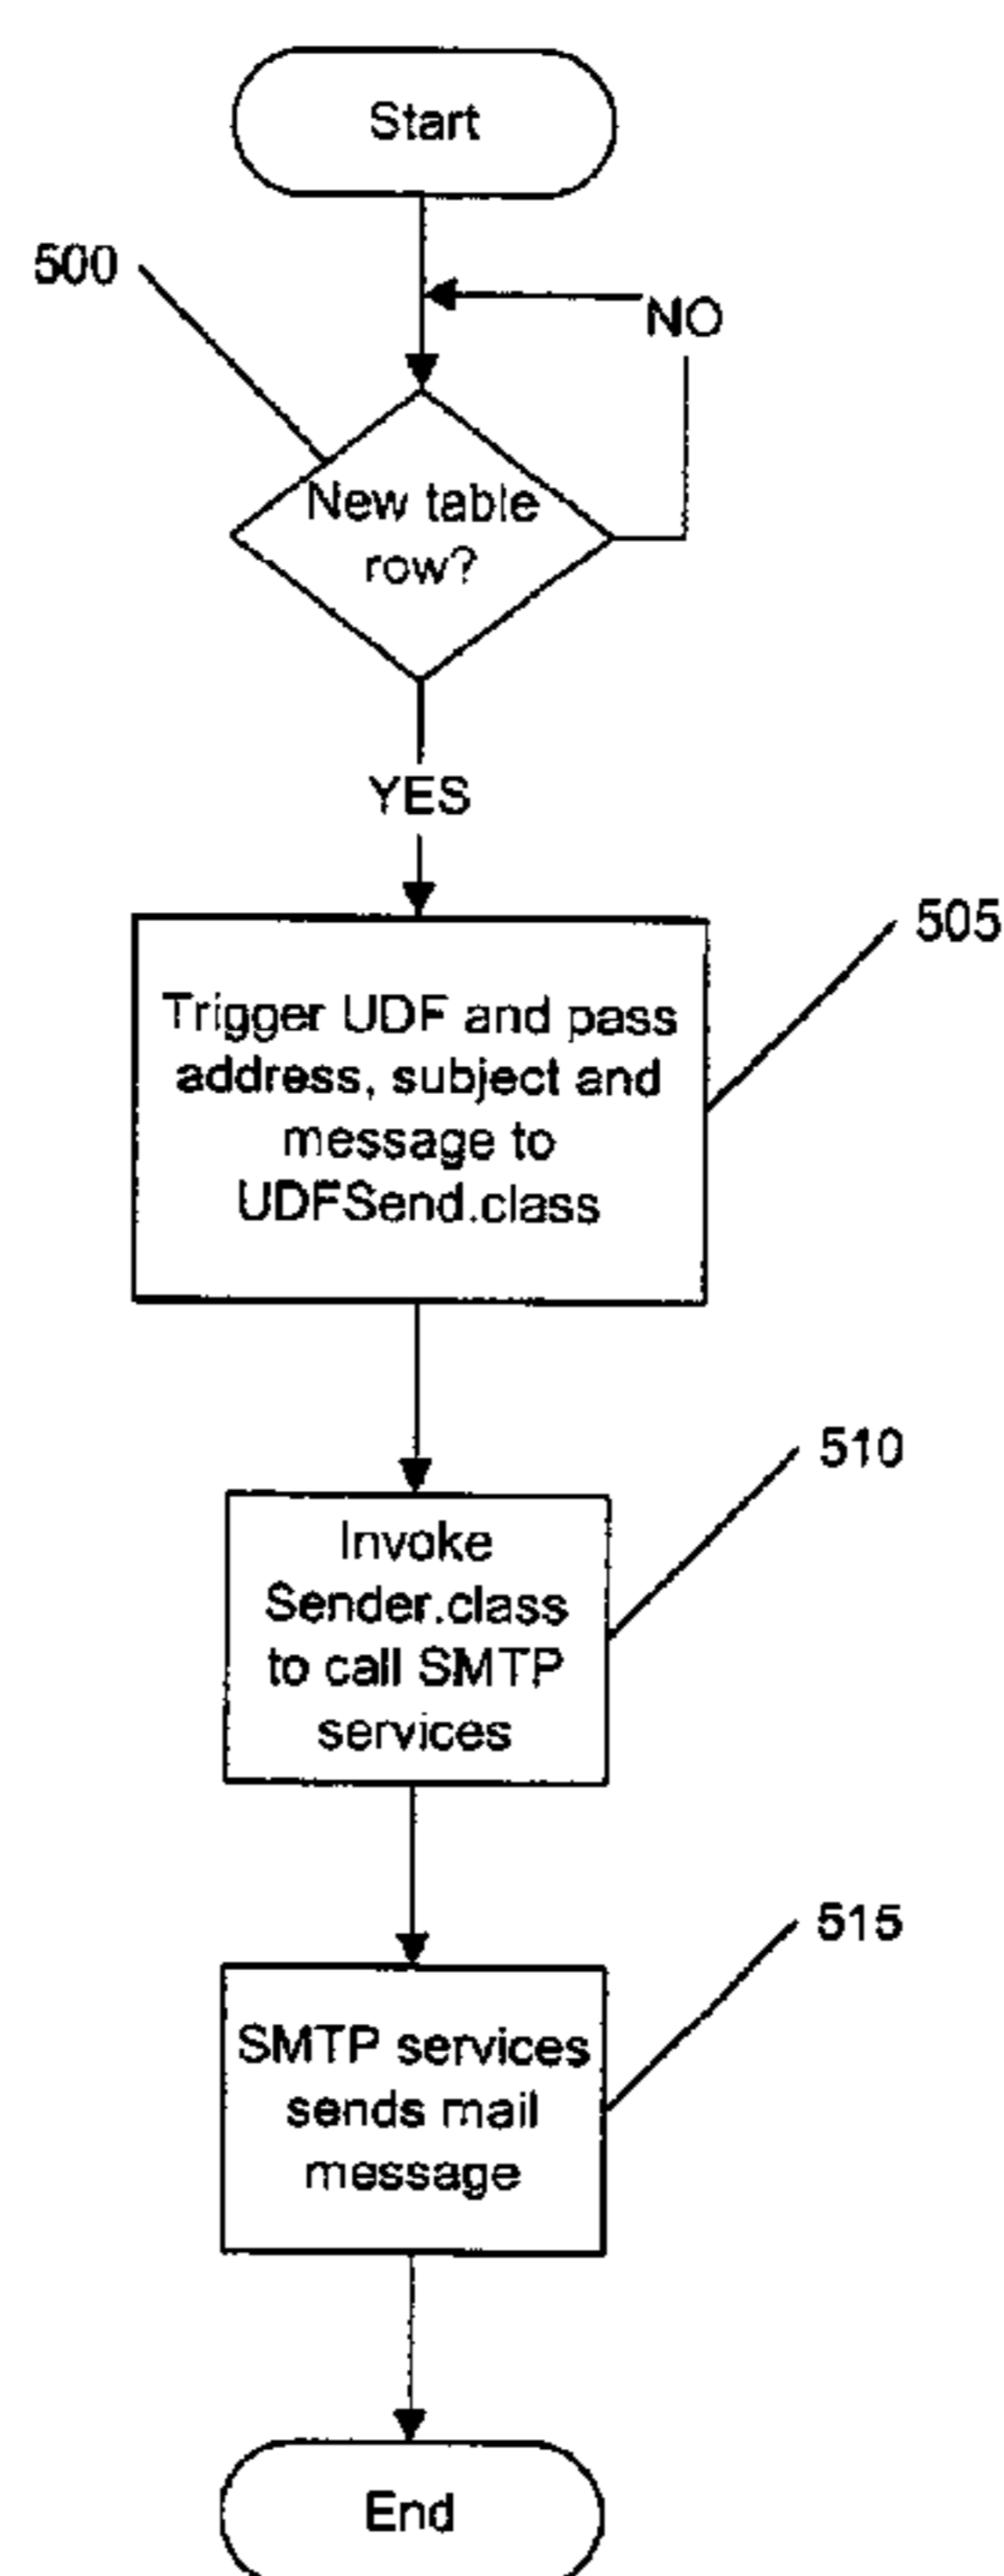 Start
500
NO
New table
row?
YES
505
Trigger UDF and pass
address, subject and
message to
UDFSend.class
510
Invoke
Sender.class
to call SMTP
services
515
SMTP services
sends mail
message
End